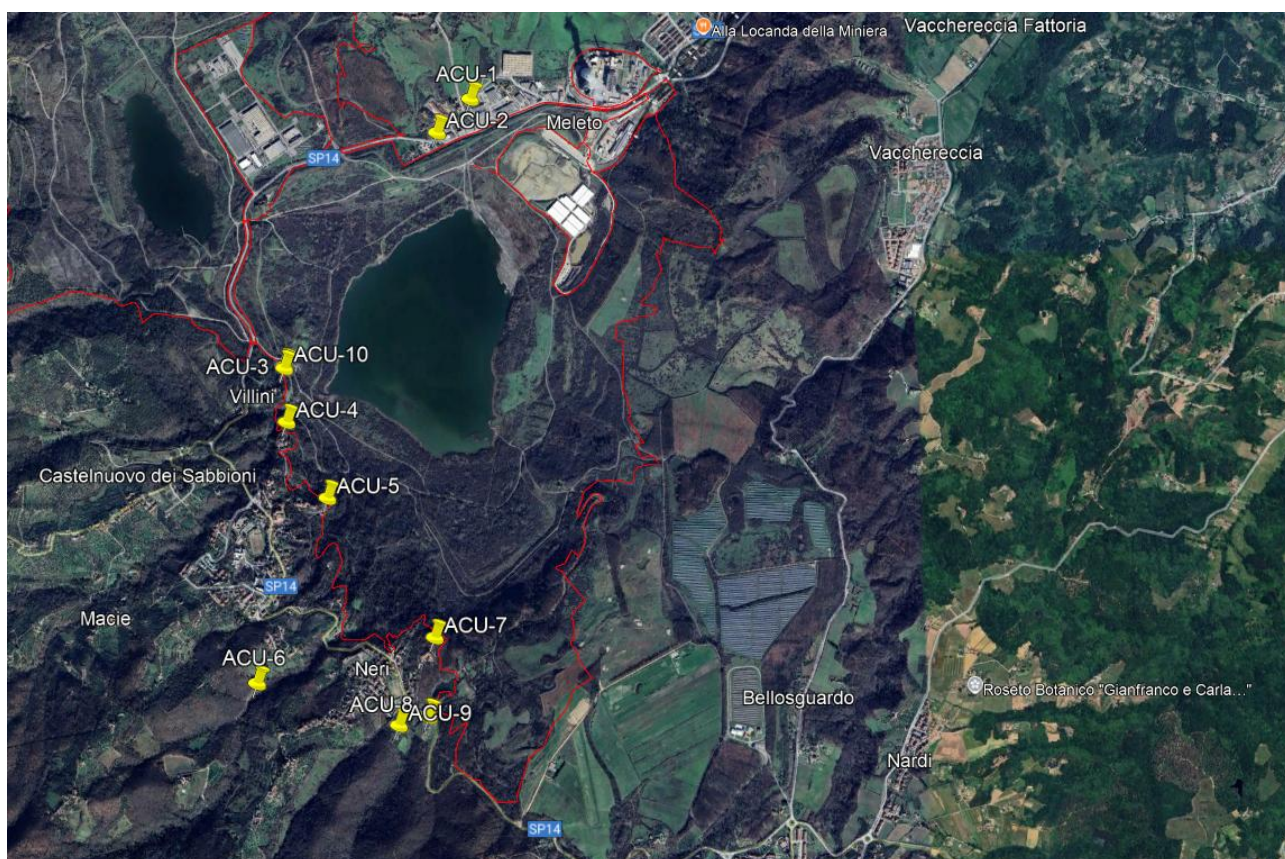 Vacchereccia Fattoria
Alla Locanda della Miniera
ACU-1
ACU-2
Meleto
SP14
Vacchereccia
ACU-3
ACU-10
Villini
ACU-4
Castelnuovo dei Sabbioni
ACU-5
SP14
Macie
ACU-7
ACU-6
Neri
ACU-8
ACU-9
Bellosguardo
Roseto Botánico "Gianfranco e Carla..."
Nardi
SP14